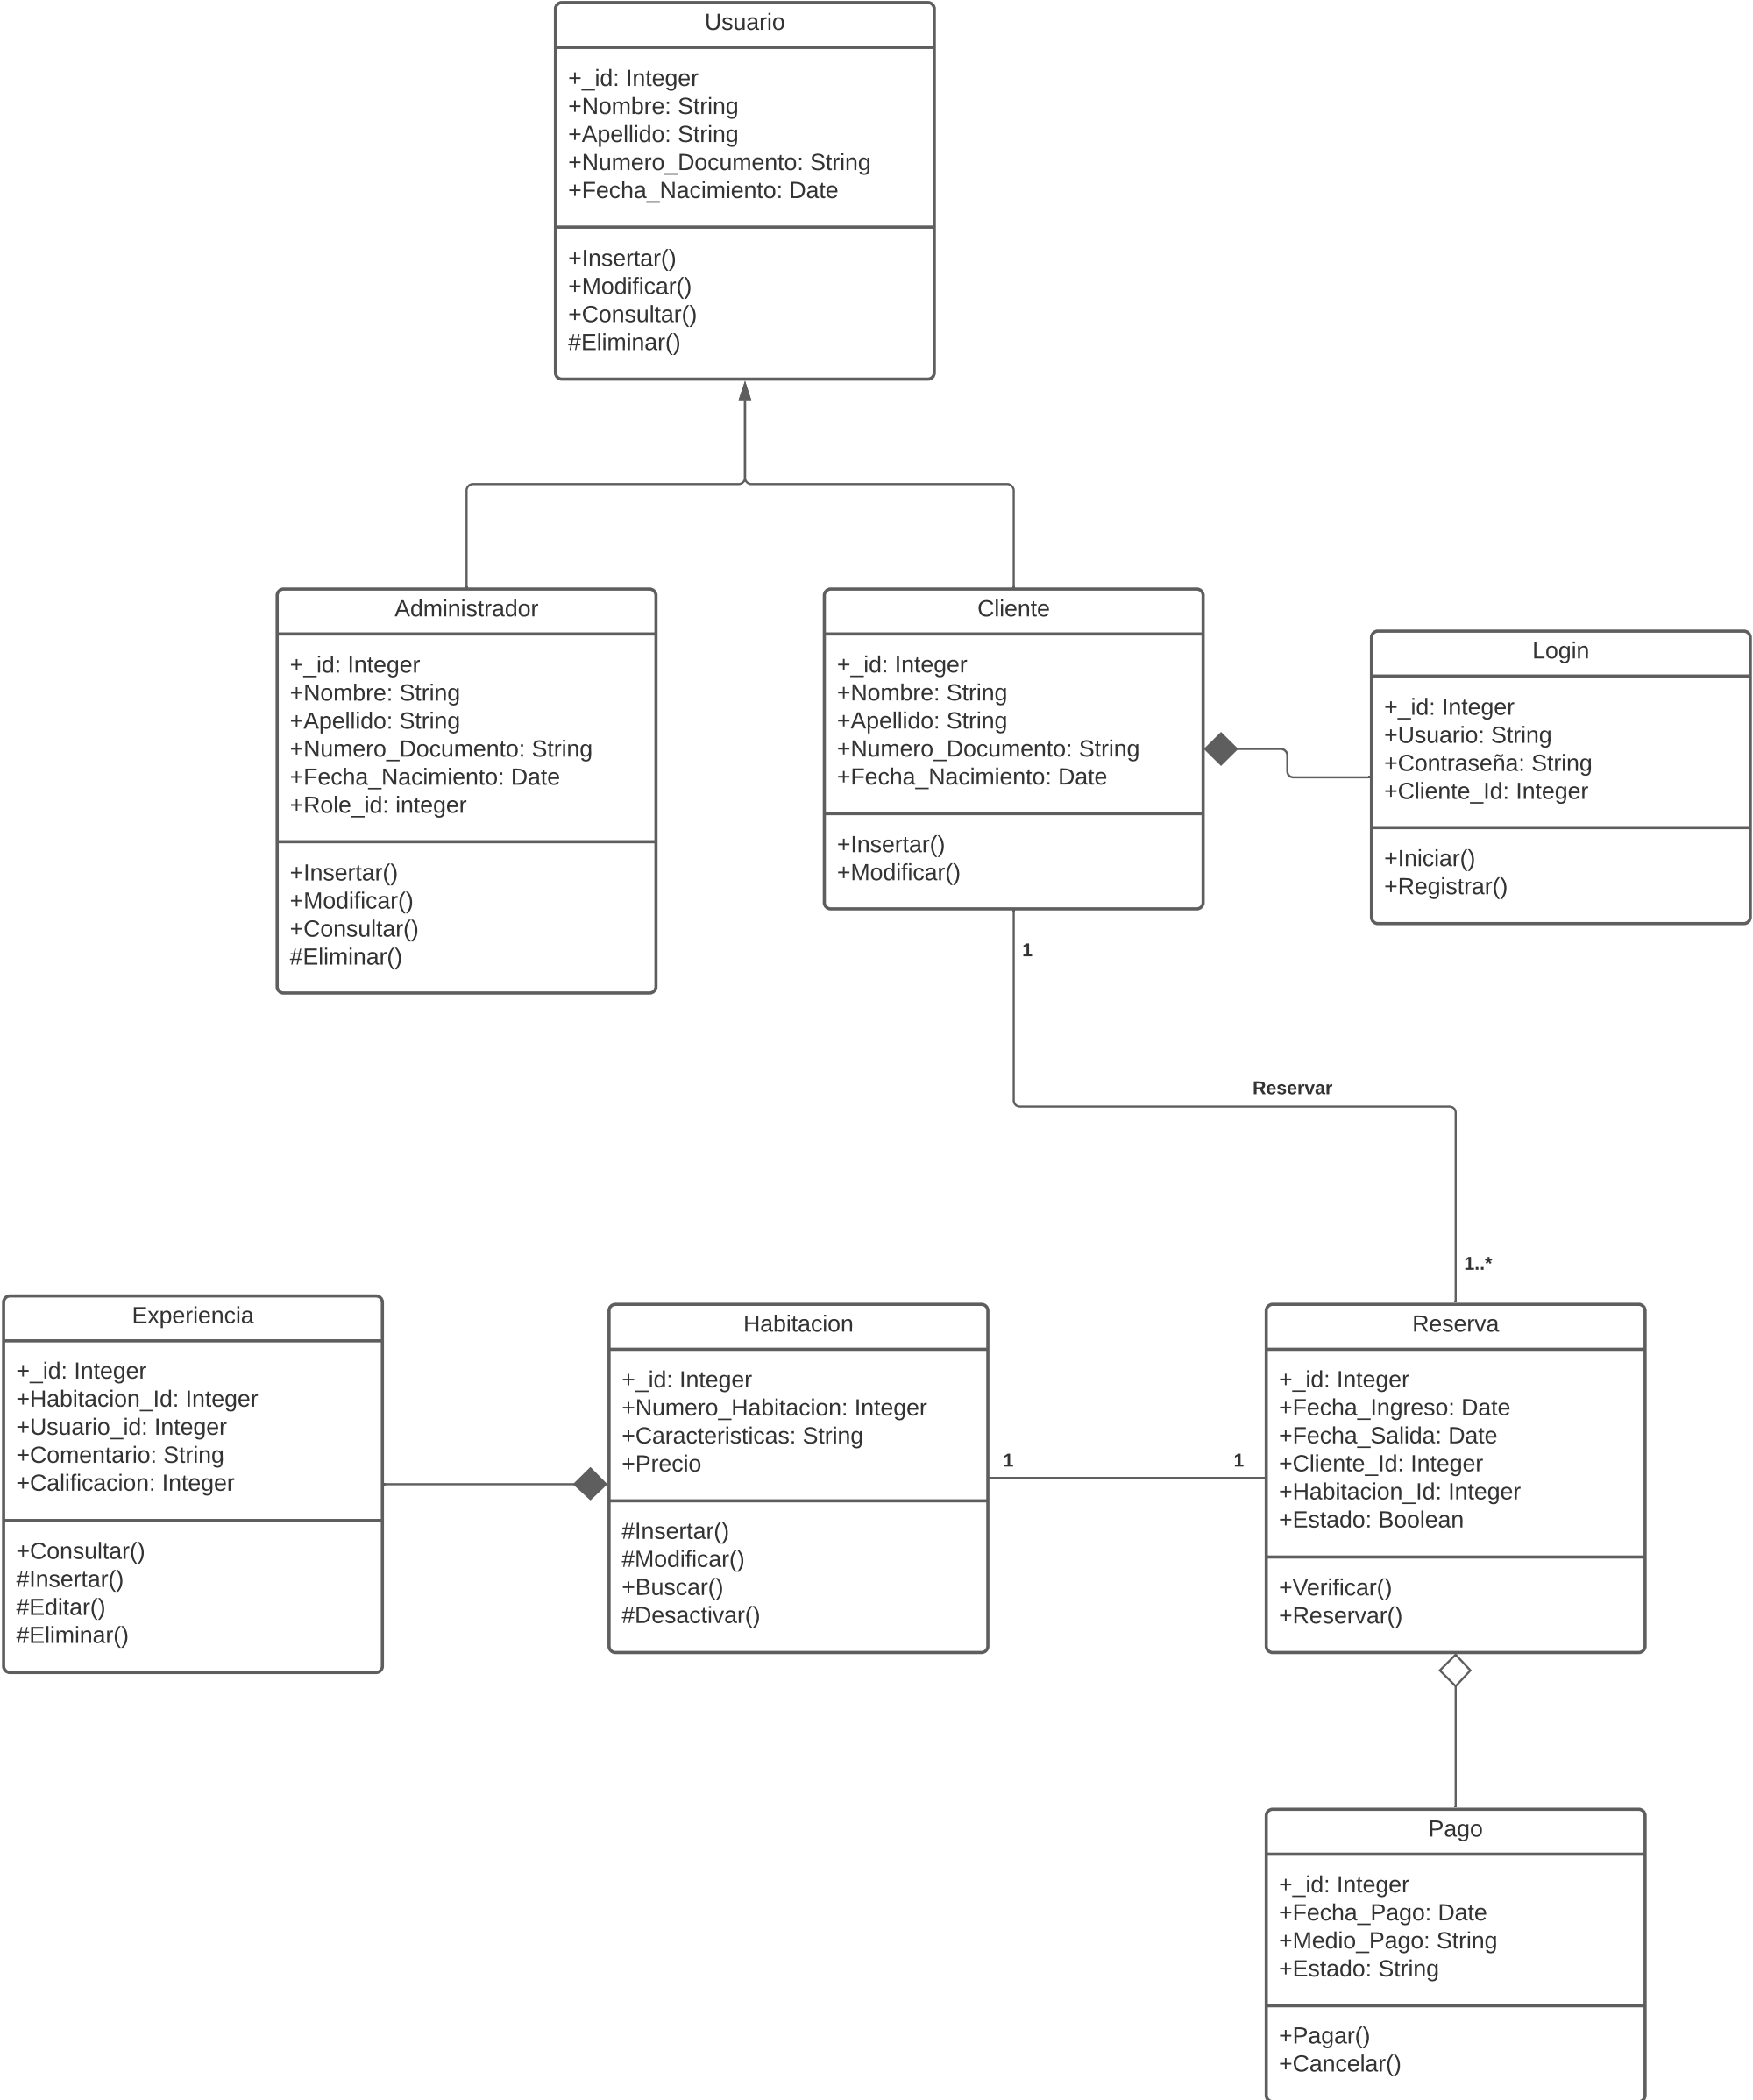 Usuario
+_id: Integer
+Nombre: String
+Apellido: String
+Numero_Documento: String
+Fecha_Nacimiento: Date
+Insertar()
+Modificar()
+Consultar()
#Eliminar()
Administrador
+_id: Integer
+Nombre: String
+Apellido: String
+Numero_Documento: String
+Fecha_Nacimiento: Date
+Role_id: integer
+Insertar()
+Modificar()
+Consultar()
#Eliminar()
Cliente
+_id: Integer
+Nombre: String
+Apellido: String
+Numero_Documento: String
+Fecha_Nacimiento: Date
+Insertar()
+Modificar()
Login
+_id: Integer
+Usuario: String
+Contraseña: String
+Cliente_Id: Integer
+Iniciar()
+Registrar()
1
Reservar
1..*
Experiencia
+_id: Integer
+Habitacion_Id: Integer
+Usuario_id: Integer
+Comentario: String
+Calificacion: Integer
+Consultar()
#Insertar()
#Editar()
#Eliminar()
Habitacion
+_id: Integer
+Numero_Habitacion: Integer
+Caracteristicas: String
+Precio
#Insertar()
#Modificar()
+Buscar()
#Desactivar()
1
1
Reserva
+_id: Integer
+Fecha_Ingreso: Date
+Fecha_Salida: Date
+Cliente_Id: Integer
+Habitacion_Id: Integer
+Estado: Boolean
+Verificar()
+Reservar()
Pago
+_id: Integer
+Fecha_Pago: Date
+Medio_Pago: String
+Estado: String
+Pagar()
+Cancelar()